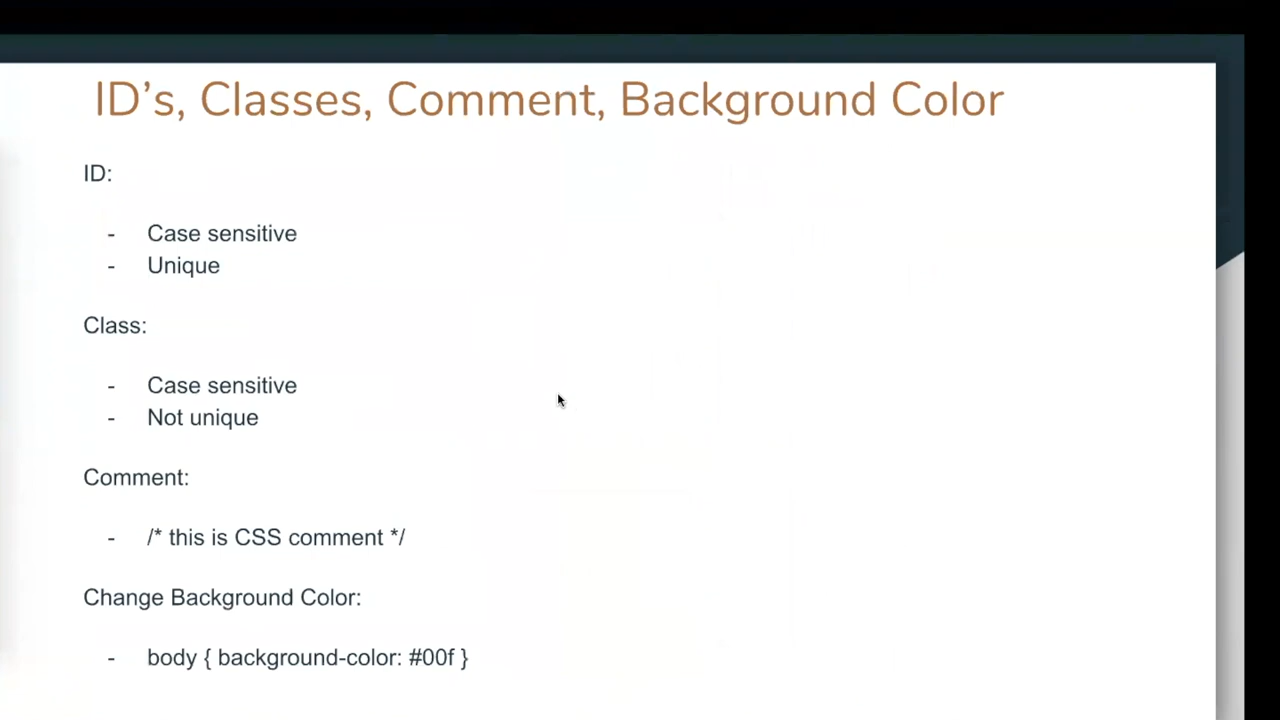 ID’s, Classes, Comment, Background Color
ID:
- Case sensitive
- Unique
Class:
- Case sensitive
- Not unique
Comment:
- /* this is CSS comment */
Change Background Color:
- body { background-color: #00f }